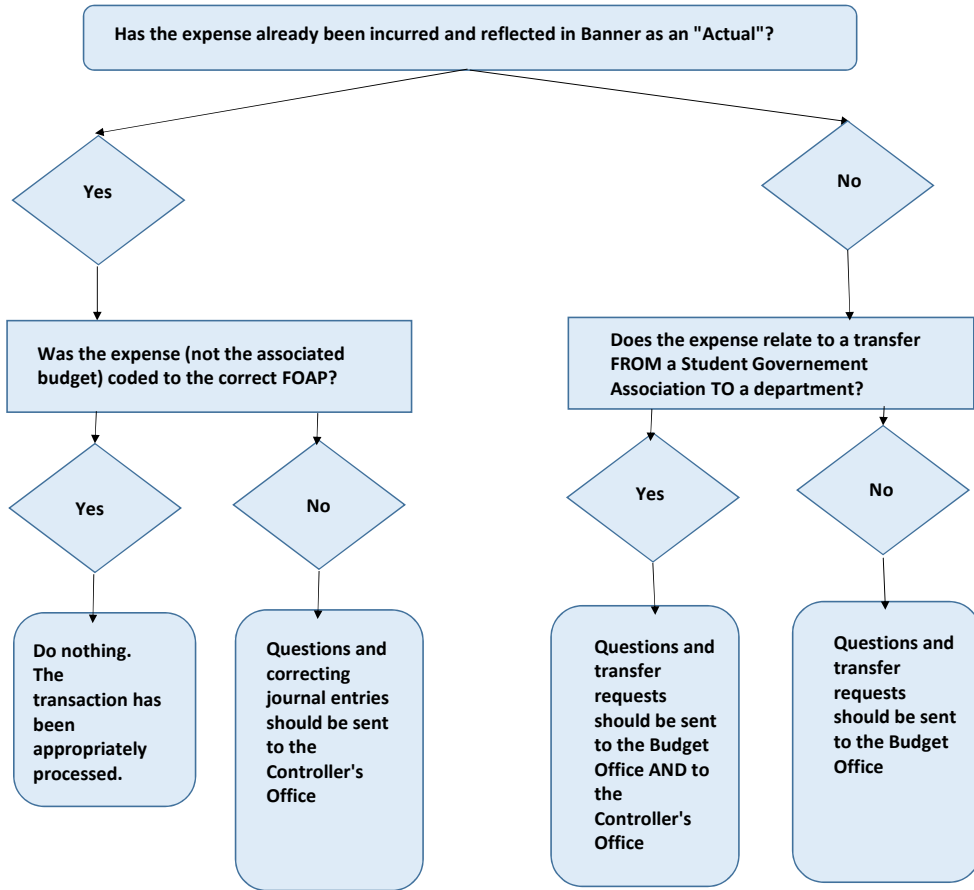 Has the expense already been incurred and reflected in Banner as an "Actual"?
Yes
No
Was the expense (not the associated
budget) coded to the correct FOAP?
Does the expense relate to a transfer
FROM a Student Governement
Association TO a department?
Yes
No
Yes
No
Do nothing.
The
transaction has
been
appropriately
processed.
Questions and
correcting
journal entries
should be sent
to the
Controller's
Office
Questions and
transfer
requests
should be sent
to the Budget
Office AND to
the
Controller's
Office
Questions and
transfer
requests
should be sent
to the Budget
Office